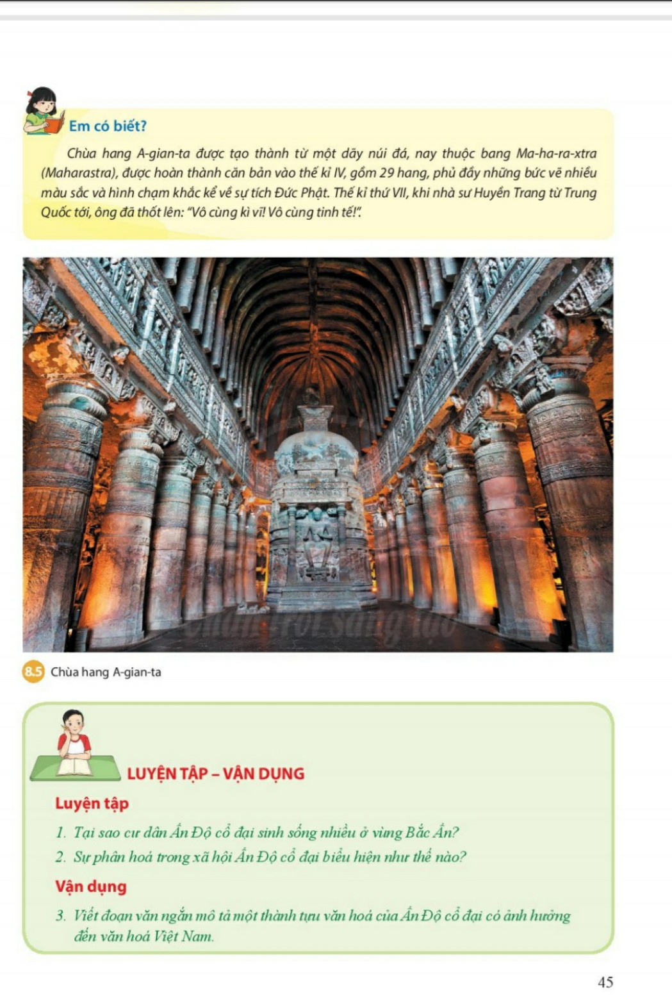 Em có biết?
Chùa hang A-gian-ta được tạo thành từ một dãy núi đá, nay thuộc bang Ma-ha-ra-xtra
(Maharastra), được hoàn thành căn bản vào thế kỉ IV, gồm 29 hang, phủ đầy những bức vẽ nhiều
màu sắc và hình chạm khắc kể về sự tích Đức Phật. Thế kỉ thứ VII, khi nhà sư Huyền Trang từ Trung
Quốc tới, ông đã thốt lên: “Vô cùng kì vĩ! Vô cùng tinh tế!”.
Chân trời sáng tạo
8.5 Chùa hang A-gian-ta
LUYỆN TẬP – VẬN DỤNG
Luyện tập
1. Tại sao cư dân Ấn Độ cổ đại sinh sống nhiều ở vùng Bắc Ấn?
2. Sự phân hoá trong xã hội Ấn Độ cổ đại biểu hiện như thế nào?
Vận dụng
3. Viết đoạn văn ngắn mô tả một thành tựu văn hoá của Ấn Độ cổ đại có ảnh hưởng
đến văn hoá Việt Nam.
45